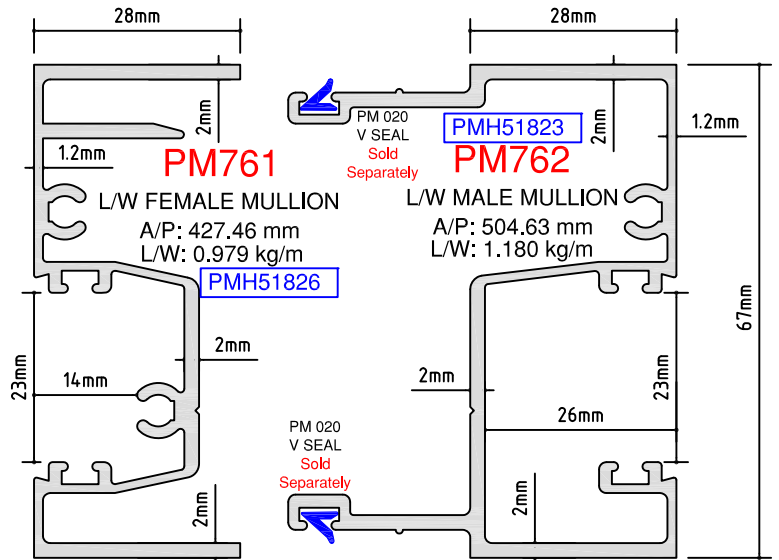 28mm
28mm
2mm
PM 020
V SEAL
Sold
Separately
PMH51823
2mm
1.2mm
1.2mm
PM761
PM762
L/W FEMALE MULLION
L/W MALE MULLION
A/P: 427.46 mm
L/W: 0.979 kg/m
A/P: 504.63 mm
L/W: 1.180 kg/m
PMH51826
67mm
2mm
23mm
14mm
2mm
23mm
26mm
PM 020
V SEAL
Sold
Separately
2mm
2mm